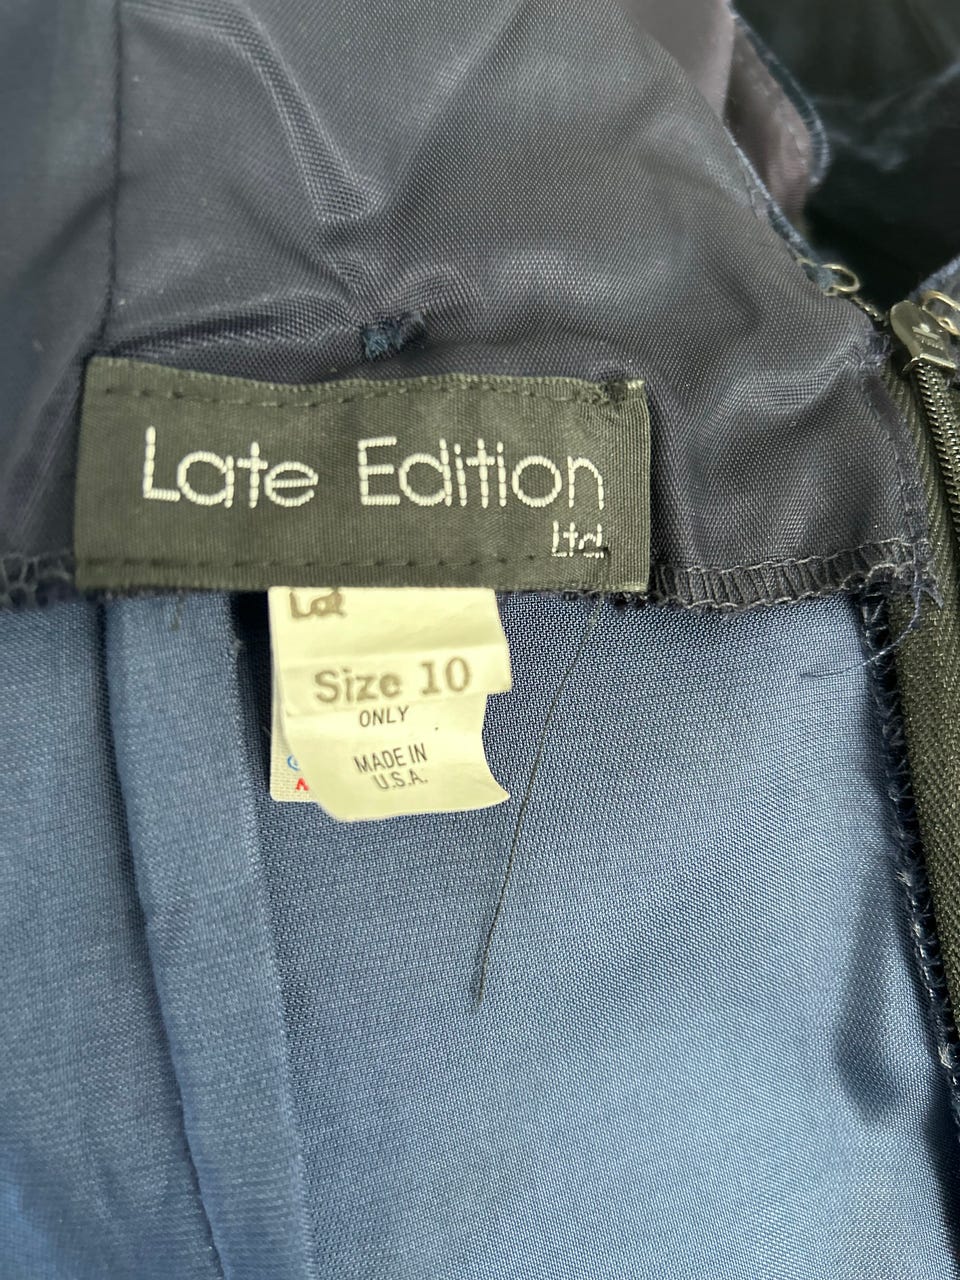 Late Edition
Ltd.
Size 10
ONLY
MADE IN
U.S.A.